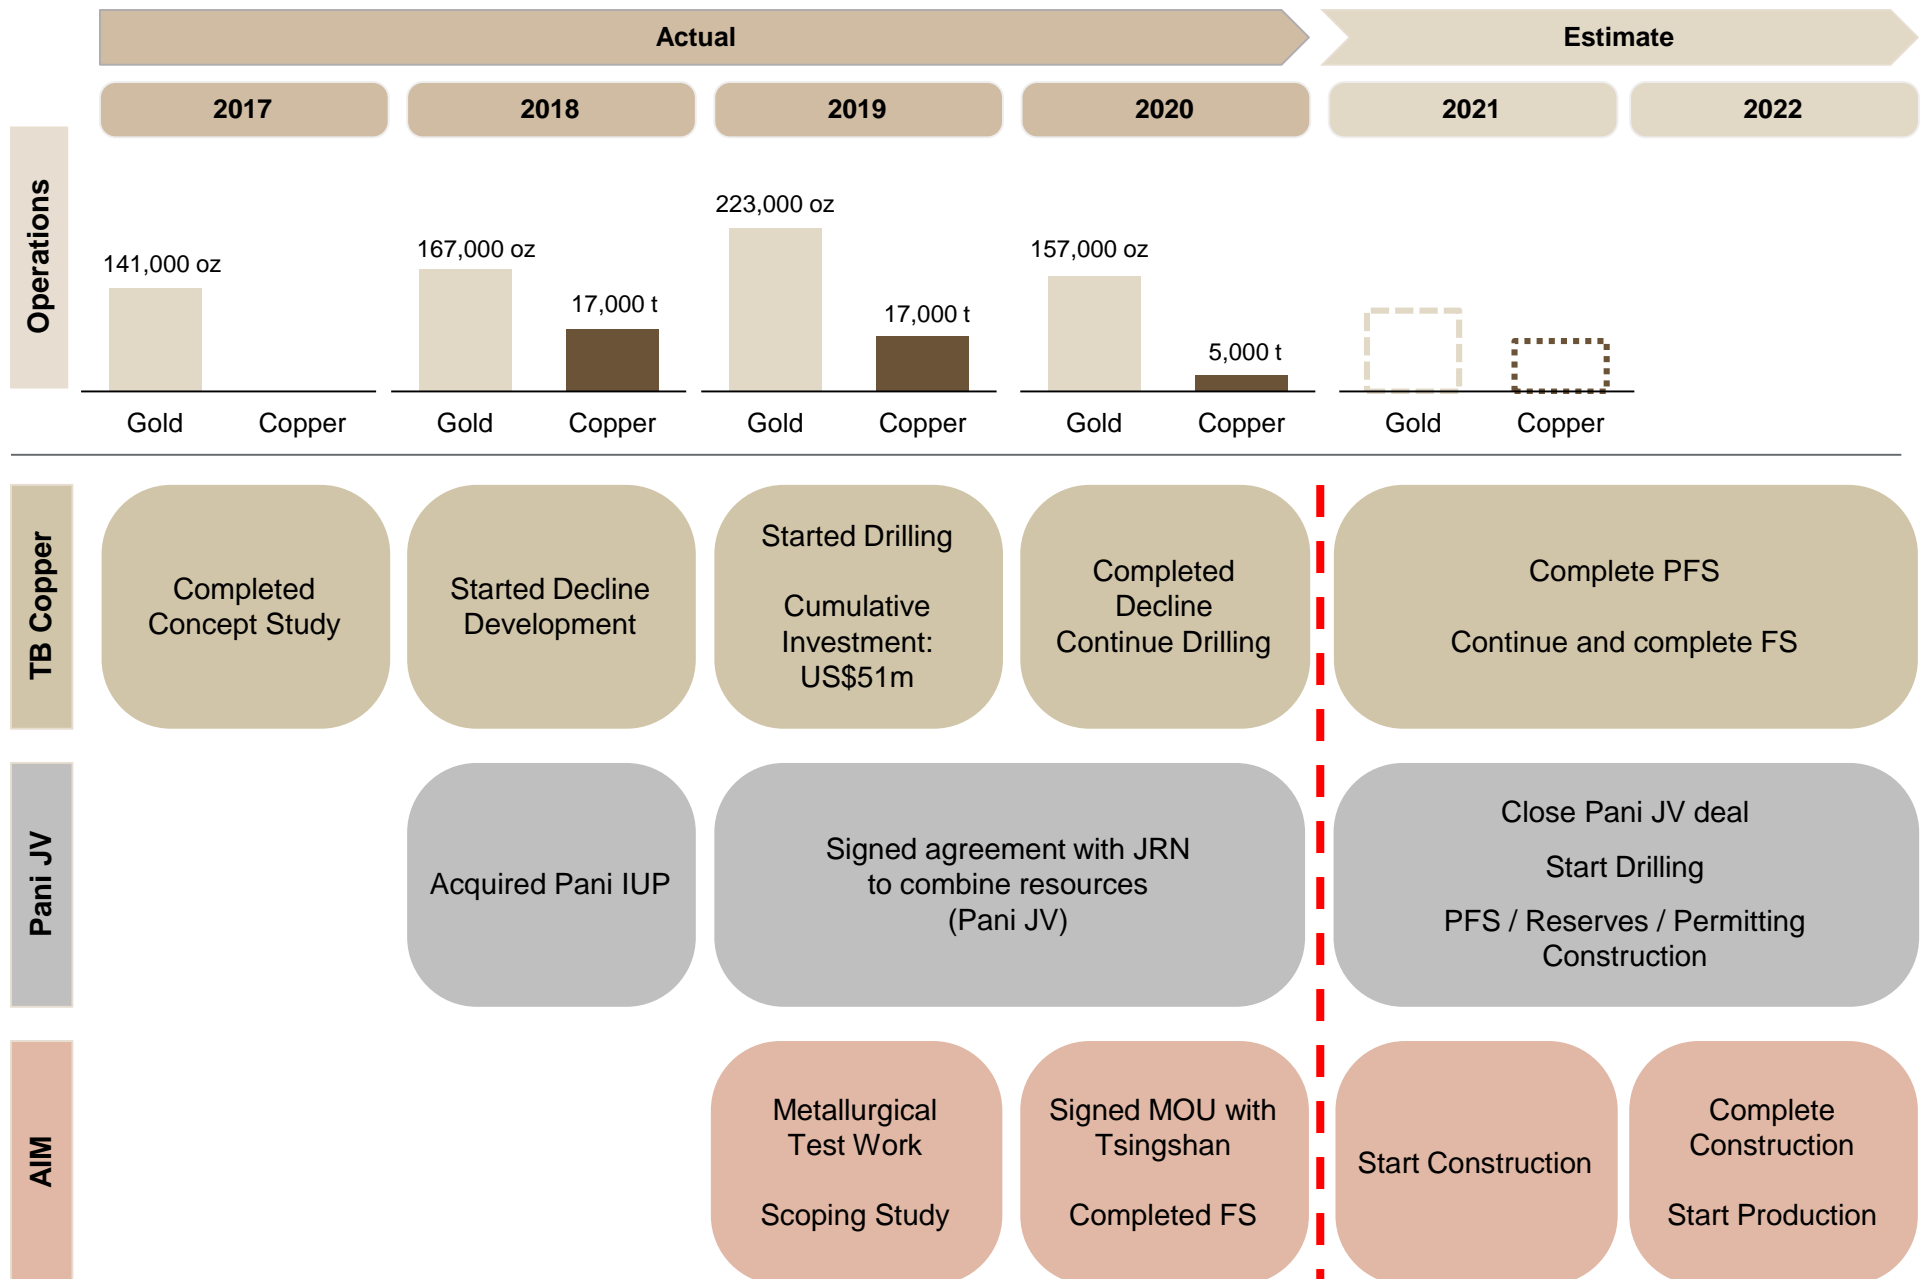 Actual
Estimate
2017
2018
2019
2020
2021
2022
Operations
141,000 oz
167,000 oz
17,000 t
223,000 oz
17,000 t
157,000 oz
5,000 t
Gold
Copper
Gold
Copper
Gold
Copper
Gold
Copper
Gold
Copper
TB Copper
Completed
Concept Study
Started Decline
Development
Started Drilling
Cumulative
Investment:
US$51m
Completed
Decline
Continue Drilling
Complete PFS
Continue and complete FS
Pani JV
Acquired Pani IUP
Signed agreement with JRN
to combine resources
(Pani JV)
Close Pani JV deal
Start Drilling
PFS / Reserves / Permitting
Construction
AIM
Metallurgical
Test Work
Scoping Study
Signed MOU with
Tsingshan
Completed FS
Start Construction
Complete
Construction
Start Production